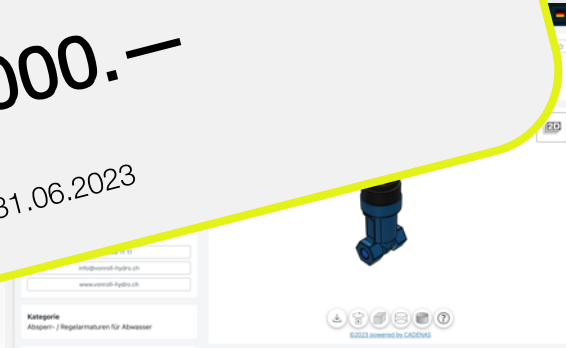 000.—
31.06.2023
2D
info@vonroll-hydro.ch
www.vonroll-hydro.ch
Kategorie
Absperr- / Regelarmaturen für Abwasser
©2023 powered by CADENAS